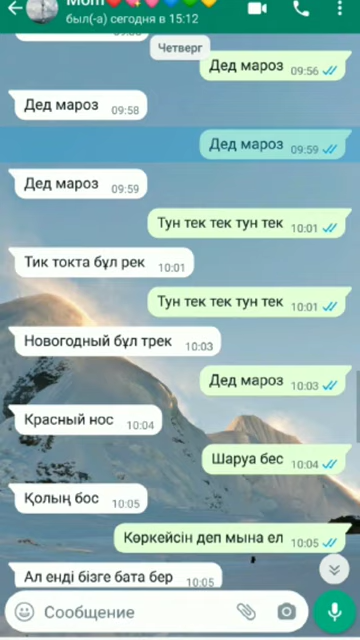 Mom
был(-а) сегодня в 15:12
Четверг
Дед мароз 09:56
Дед мароз 09:58
Дед мароз 09:59
Дед мароз 09:59
Тун тек тек тун тек 10:01
Тик токта бұл рек 10:01
Тун тек тек тун тек 10:01
Новогодный бұл трек 10:03
Дед мароз 10:03
Красный нос 10:04
Шаруа бес 10:04
Қолың бос 10:05
Көркейсін деп мына ел 10:05
Ал енді бізге бата бер 10:05
Сообщение